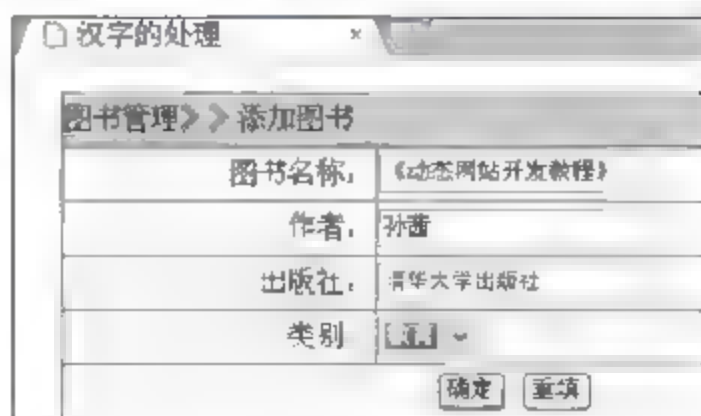 汉字的处理 ×
图书管理>> 添加图书
图书名称: 《动态网站开发教程》
作者: 孙茜
出版社: 清华大学出版社
类别
确定 重填